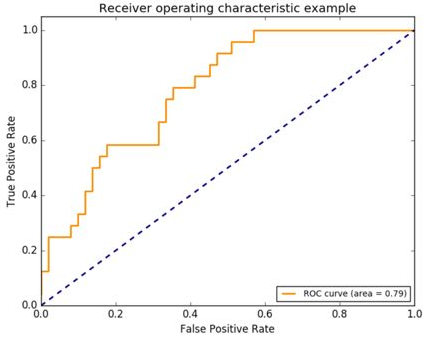 Receiver operating characteristic example
1.0
0.8
0.6
0.4
0.2
0.0
True Positive Rate
ROC curve (area = 0.79)
0.0 0.2 0.4 0.6 0.8 1.0
False Positive Rate